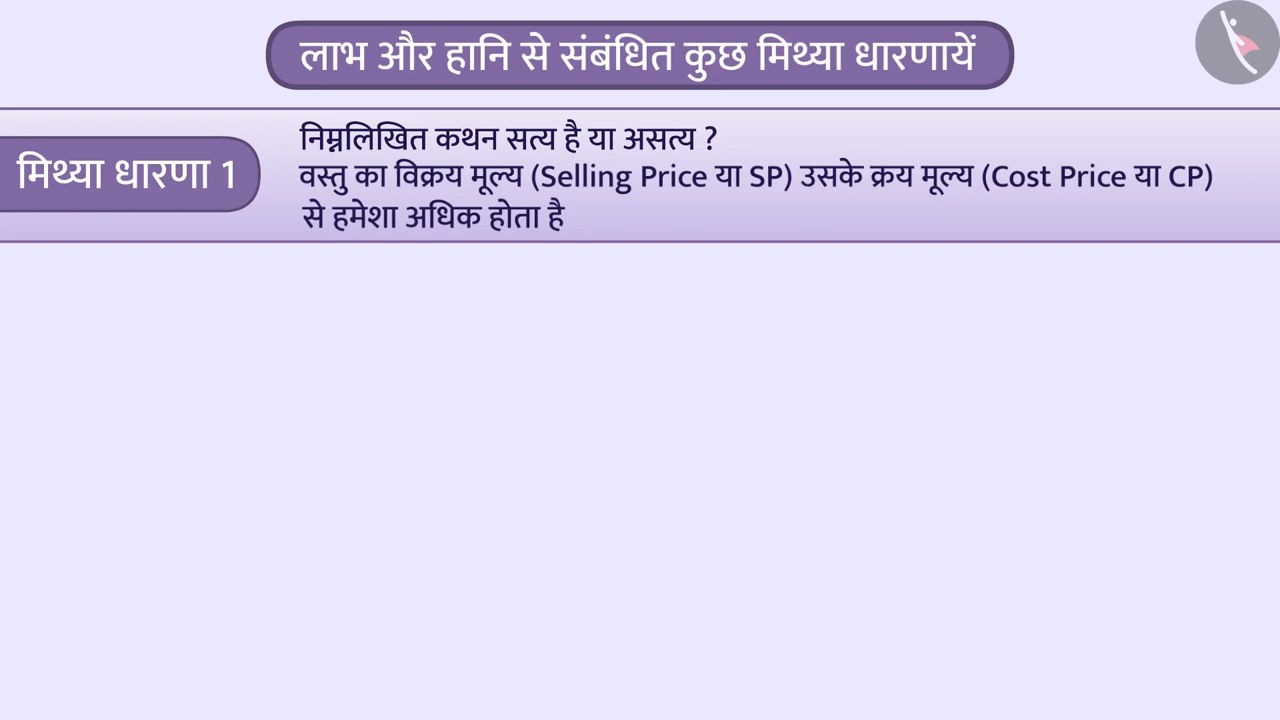 लाभ और हानि से संबंधित कुछ मिथ्या धारणायें
मिथ्या धारणा 1
निम्नलिखित कथन सत्य है या असत्य ?
वस्तु का विक्रय मूल्य (Selling Price या SP) उसके क्रय मूल्य (Cost Price या CP)
से हमेशा अधिक होता है